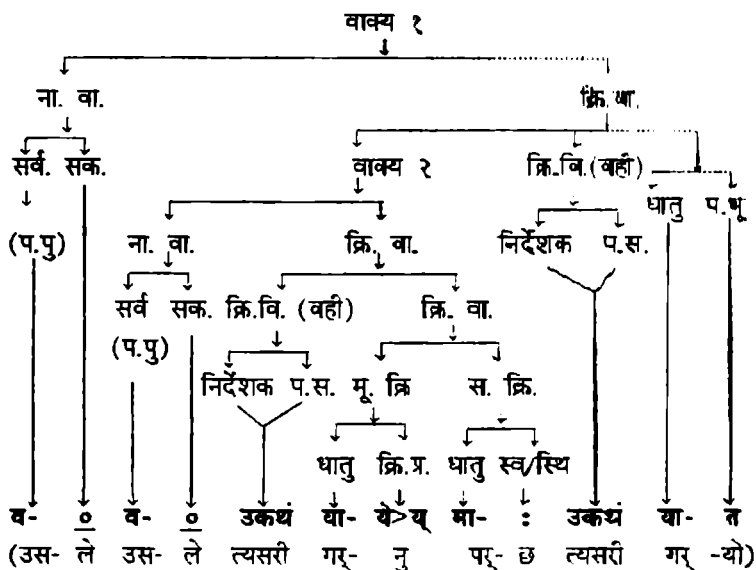 वाक्य १
ना. वा. क्रि. वा.
सर्व. सक. वाक्य २ क्रि.वि. (वही)
(प.पु) धातु प.भू
ना. वा. क्रि. वा. निर्देशक प.स.
सर्व सक. क्रि.वि. (वही) क्रि. वा.
(प.पु)
निर्देशक प.स. मू. क्रि स. क्रि.
धातु क्रि.प्र. धातु स्व/स्थि
व- ० व- ० उकथं या- ये>य् मा- : उकथं या- त
(उस- ले उस- ले त्यसरी गर्- नु पर्- छ त्यसरी गर् -यो)